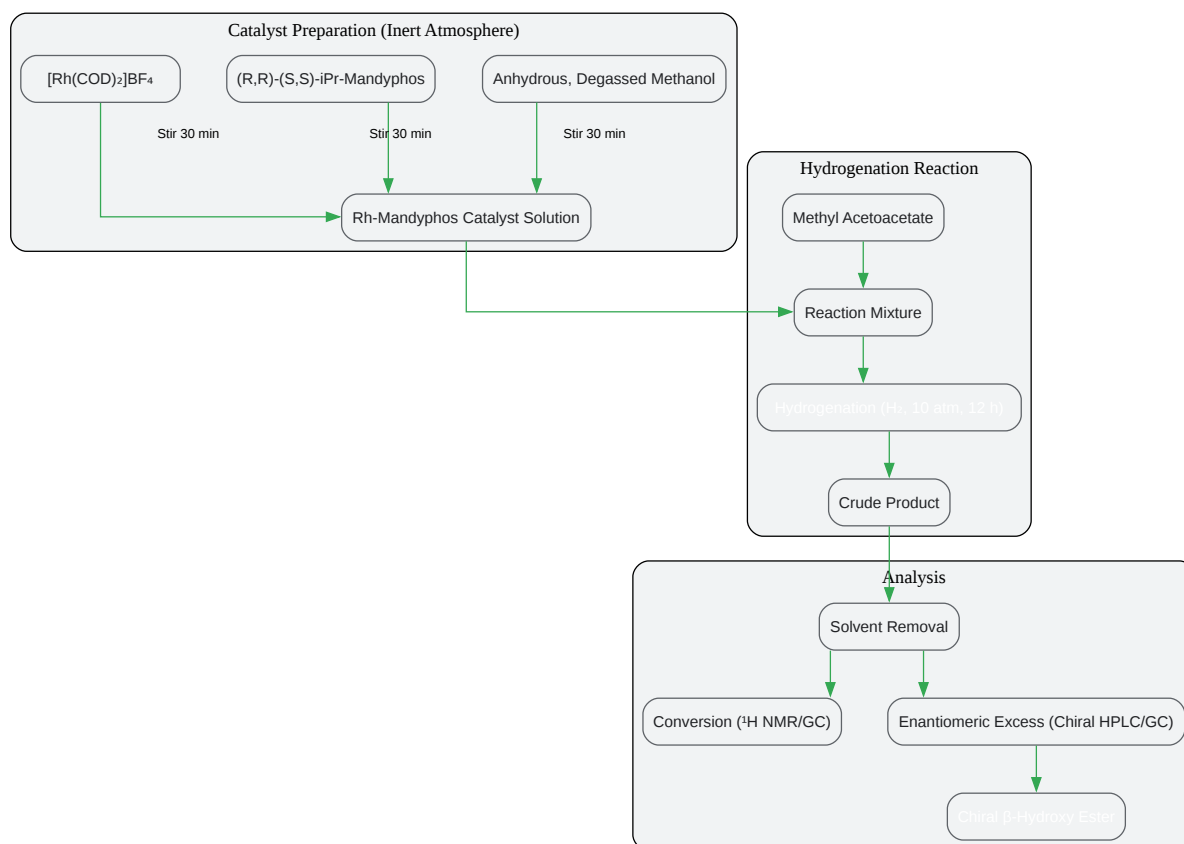 Catalyst Preparation (Inert Atmosphere)
[Rh(COD)₂]BF₄
(R,R)-(S,S)-iPr-Mandyphos
Anhydrous, Degassed Methanol
Stir 30 min
Stir 30 min
Stir 30 min
Rh-Mandyphos Catalyst Solution
Hydrogenation Reaction
Methyl Acetoacetate
Reaction Mixture
Hydrogenation (H₂, 10 atm, 12 h)
Crude Product
Analysis
Solvent Removal
Conversion (¹H NMR/GC)
Enantiomeric Excess (Chiral HPLC/GC)
Chiral β-Hydroxy Ester